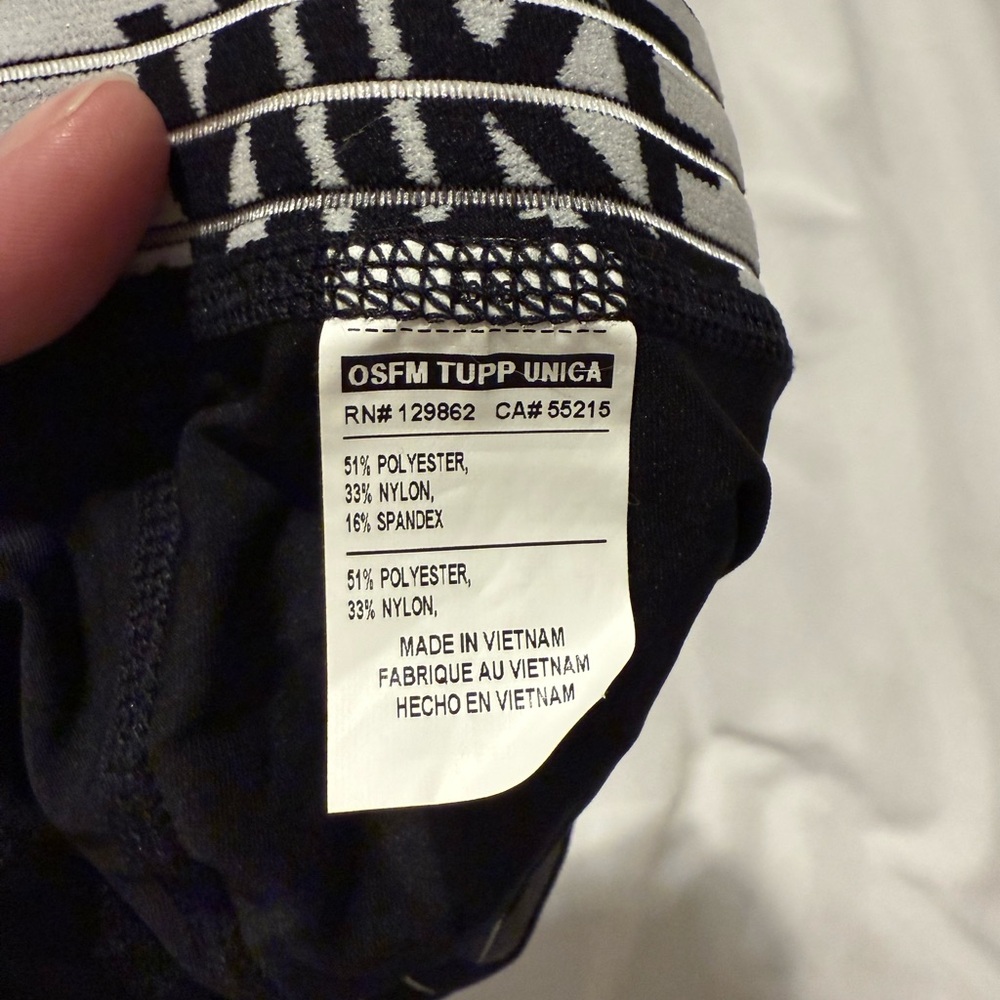 OSFM TUPP UNICA
RN# 129862 CA# 55215
51% POLYESTER,
33% NYLON,
16% SPANDEX
51% POLYESTER,
33% NYLON,
MADE IN VIETNAM
FABRIQUE AU VIETNAM
HECHO EN VIETNAM